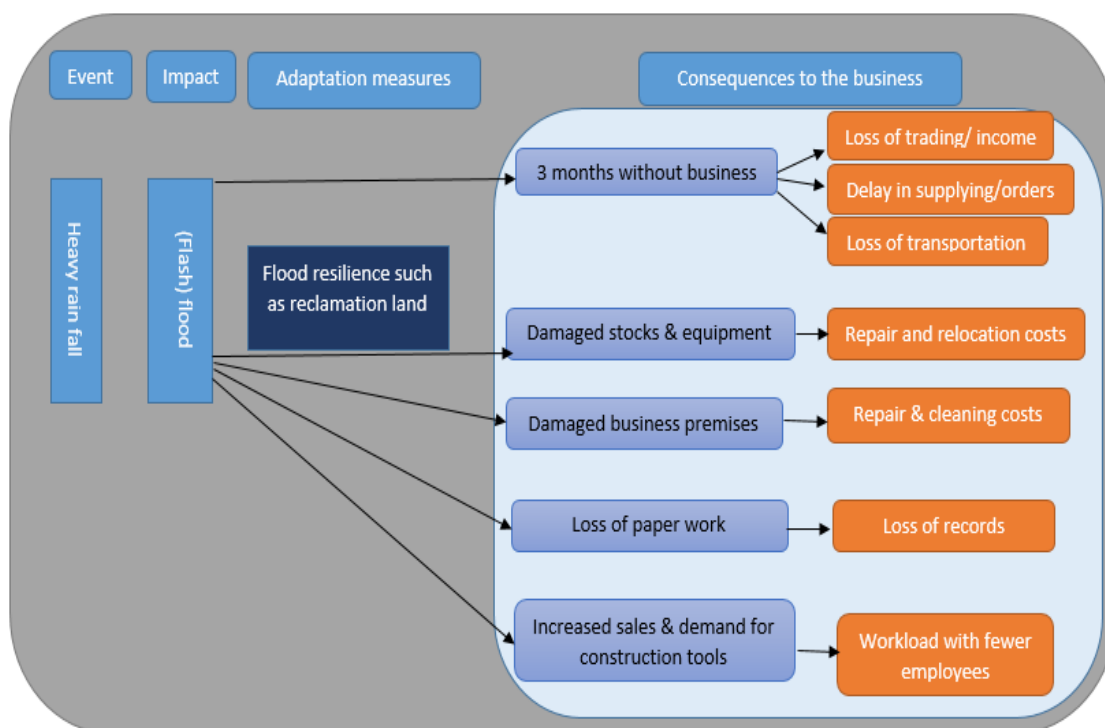 Event
Impact
Adaptation measures
Consequences to the business
Heavy rain fall
(Flash) flood
Flood resilience such
as reclamation land
3 months without business
Loss of trading/ income
Delay in supplying/orders
Loss of transportation
Damaged stocks & equipment
Repair and relocation costs
Damaged business premises
Repair & cleaning costs
Loss of paper work
Loss of records
Increased sales & demand for
construction tools
Workload with fewer
employees